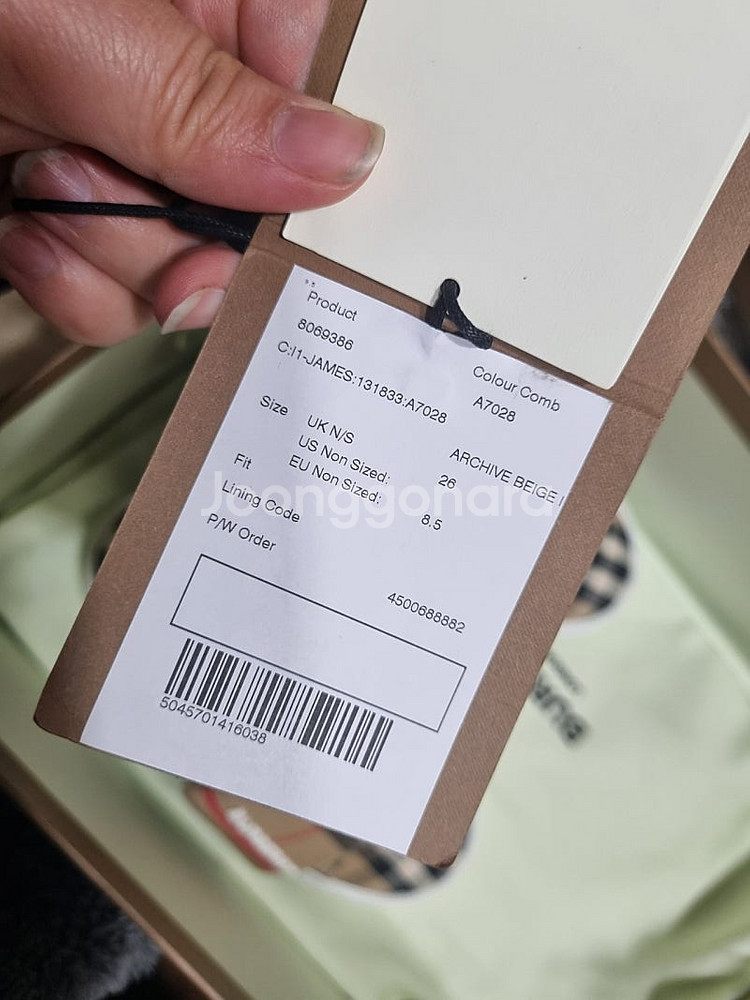 Product
8069386
Colour Comb
C:I1-JAMES:131833:A7028
A7028
Size
UK N/S
ARCHIVE BEIGE I
US Non Sized:
26
Fit
EU Non Sized:
8.5
Lining Code
P/W Order
4500688882
5045701416038
Joonggonara
BUR